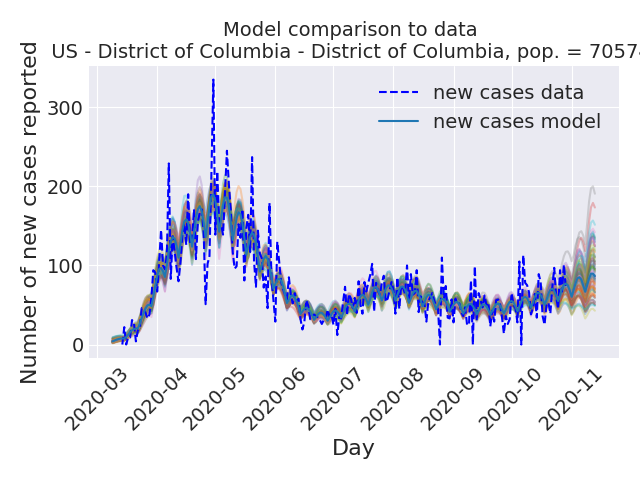 Model comparison to data
US - District of Columbia - District of Columbia, pop. = 7057
Number of new cases reported
300
200
100
0
new cases data
new cases model
2020-03
2020-04
2020-05
2020-06
2020-07
2020-08
2020-09
2020-10
2020-11
Day